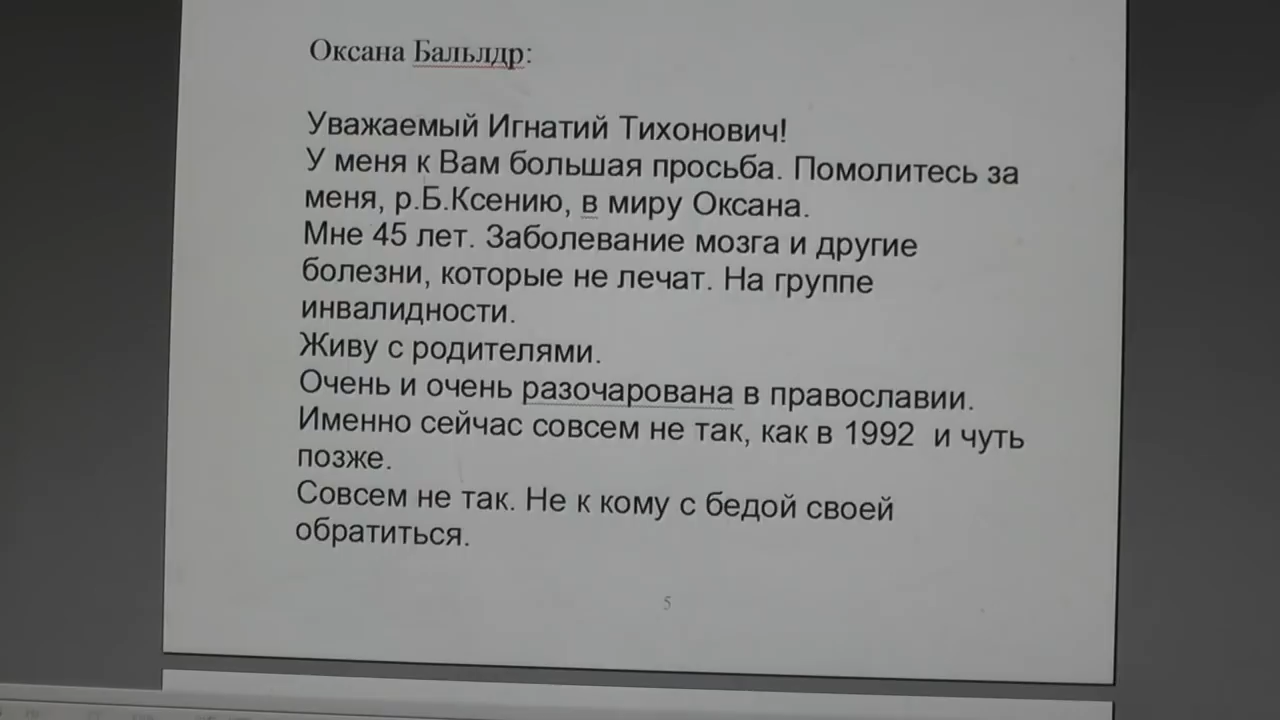 Оксана Бальлдр:
Уважаемый Игнатий Тихонович!
У меня к Вам большая просьба. Помолитесь за
меня, р.Б.Ксению, в миру Оксана.
Мне 45 лет. Заболевание мозга и другие
болезни, которые не лечат. На группе
инвалидности.
Живу с родителями.
Очень и очень разочарована в православии.
Именно сейчас совсем не так, как в 1992 и чуть
позже.
Совсем не так. Не к кому с бедой своей
обратиться.
5